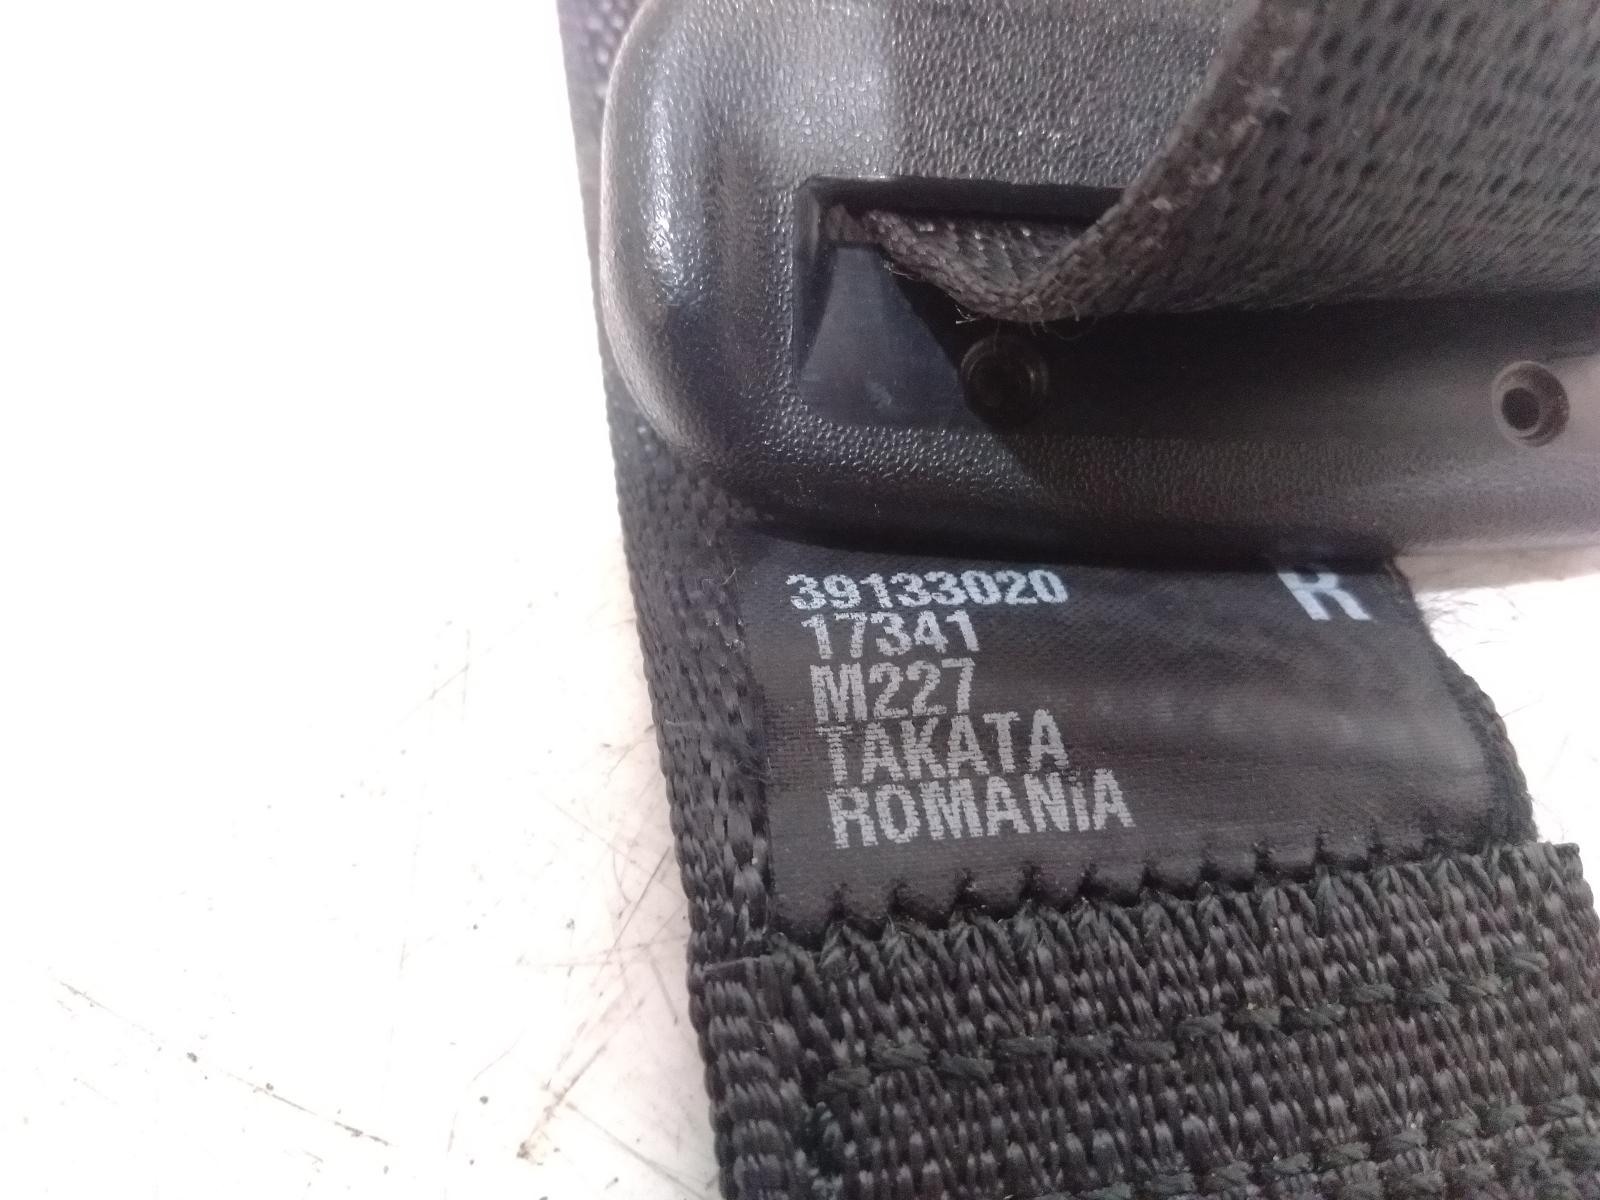 39133020 R
17341
M227
TAKATA
ROMANiA